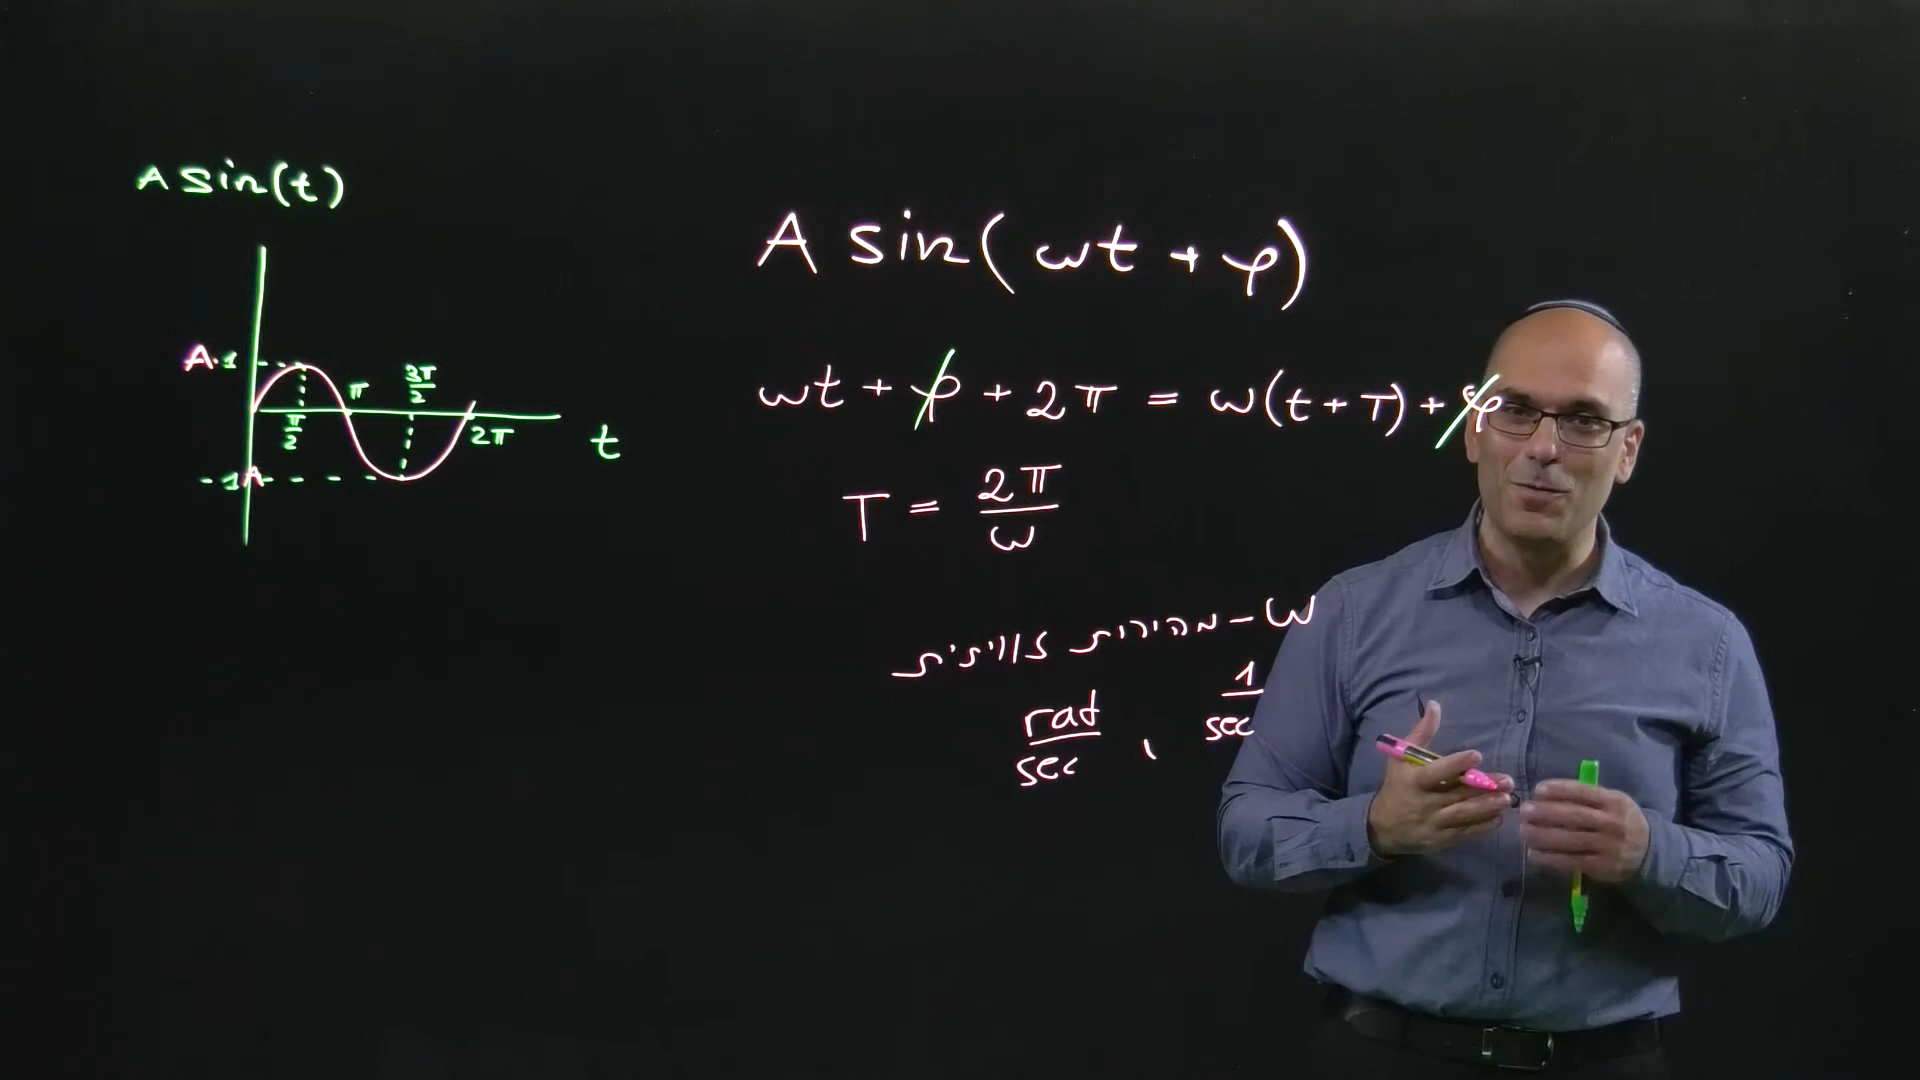 A sin(t)
A·1
π
3π/2
π/2
2π
t
-1A
A sin(ωt + φ)
ωt + φ + 2π = ω(t + T) + φ
T = 2π/ω
ω - מהירות זוויתית
rad/sec , 1/sec